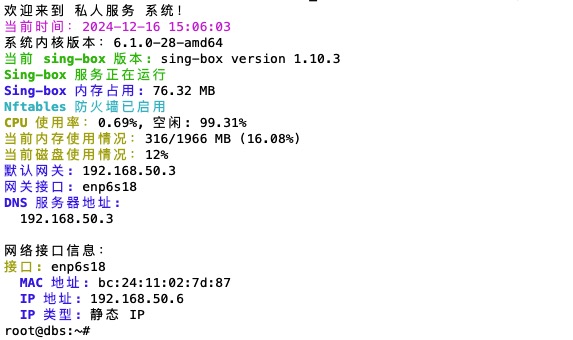 欢迎来到 私人服务 系统!
当前时间: 2024-12-16 15:06:03
系统内核版本: 6.1.0-28-amd64
当前 sing-box 版本: sing-box version 1.10.3
Sing-box 服务正在运行
Sing-box 内存占用: 76.32 MB
Nftables 防火墙已启用
CPU 使用率: 0.69%, 空闲: 99.31%
当前内存使用情况: 316/1966 MB (16.08%)
当前磁盘使用情况: 12%
默认网关: 192.168.50.3
网关接口: enp6s18
DNS 服务器地址:
192.168.50.3
网络接口信息:
接口: enp6s18
MAC 地址: bc:24:11:02:7d:87
IP 地址: 192.168.50.6
IP 类型: 静态 IP
root@dbs:~#